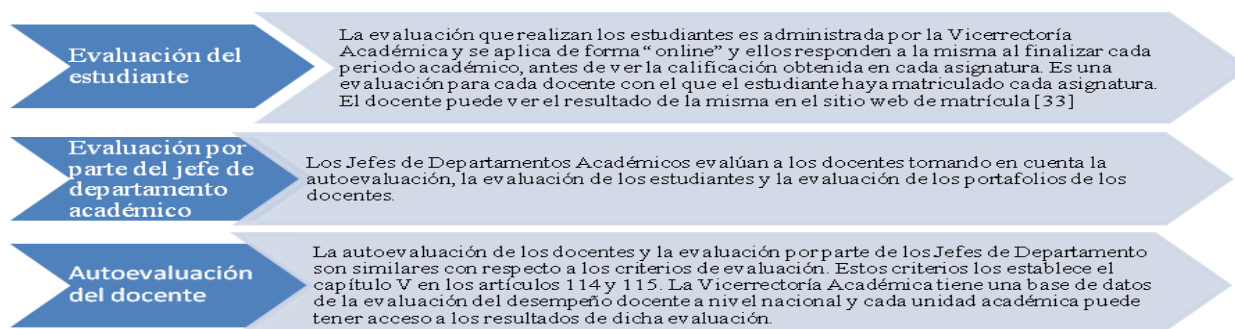 Evaluación del
estudiante
La evaluación que realizan los estudiantes es administrada por la Vicerrectoría
Académica y se aplica de forma “online” y ellos responden a la misma al finalizar cada
periodo académico, antes de ver la calificación obtenida en cada asignatura. Es una
evaluación para cada docente con el que el estudiante haya matriculado cada asignatura.
El docente puede ver el resultado de la misma en el sitio web de matrícula [33]
Evaluación por
parte del jefe de
departamento
académico
Los Jefes de Departamentos Académicos evalúan a los docentes tomando en cuenta la
autoevaluación, la evaluación de los estudiantes y la evaluación de los portafolios de los
docentes.
Autoevaluación
del docente
La autoevaluación de los docentes y la evaluación por parte de los Jefes de Departamento
son similares con respecto a los criterios de evaluación. Estos criterios los establece el
capítulo V en los artículos 114 y 115. La Vicerrectoría Académica tiene una base de datos
de la evaluación del desempeño docente a nivel nacional y cada unidad académica puede
tener acceso a los resultados de dicha evaluación.